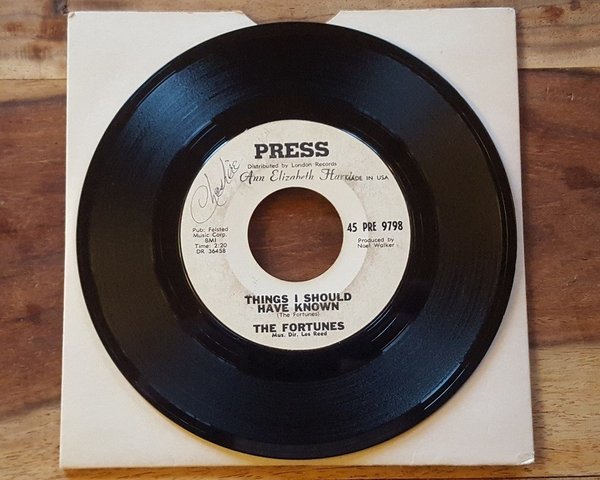 PRESS
Distributed by London Records
Charlie
Ann Elizabeth Harris
MADE IN USA
45 PRE 9798
Pub: Felsted
Music Corp.
BMI
Time: 2:20
DR 36458
Produced by
Noel Walker
THINGS I SHOULD
HAVE KNOWN
(The Fortunes)
THE FORTUNES
Mus. Dir. Les Reed